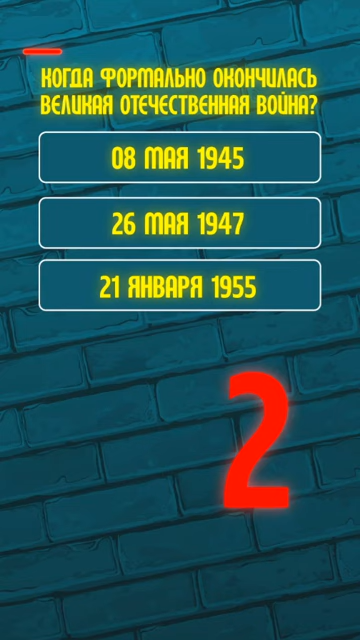 КОГДА ФОРМАЛЬНО ОКОНЧИЛАСЬ
ВЕЛИКАЯ ОТЕЧЕСТВЕННАЯ ВОЙНА?
08 МАЯ 1945
26 МАЯ 1947
21 ЯНВАРЯ 1955
2